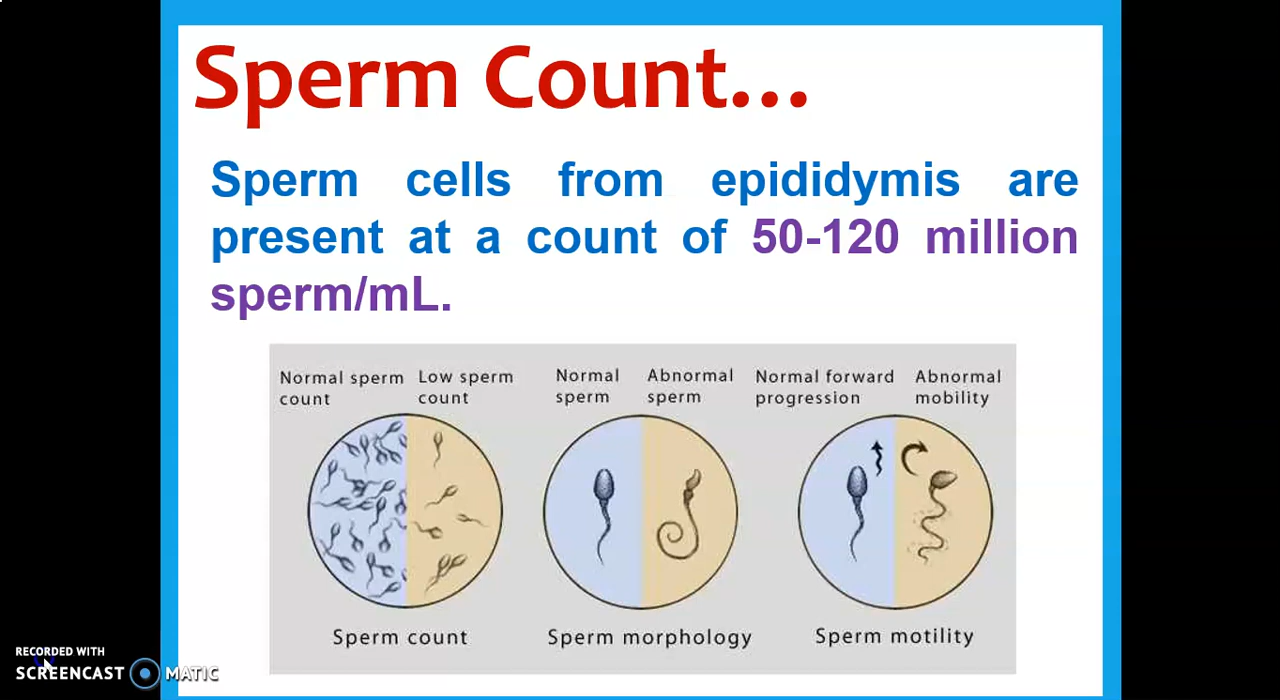 Sperm Count...
Sperm cells from epididymis are
present at a count of 50-120 million
sperm/mL.
Normal sperm count
Low sperm count
Normal sperm
Abnormal sperm
Normal forward progression
Abnormal mobility
Sperm count
Sperm morphology
Sperm motility
RECORDED WITH
SCREENCAST MATIC